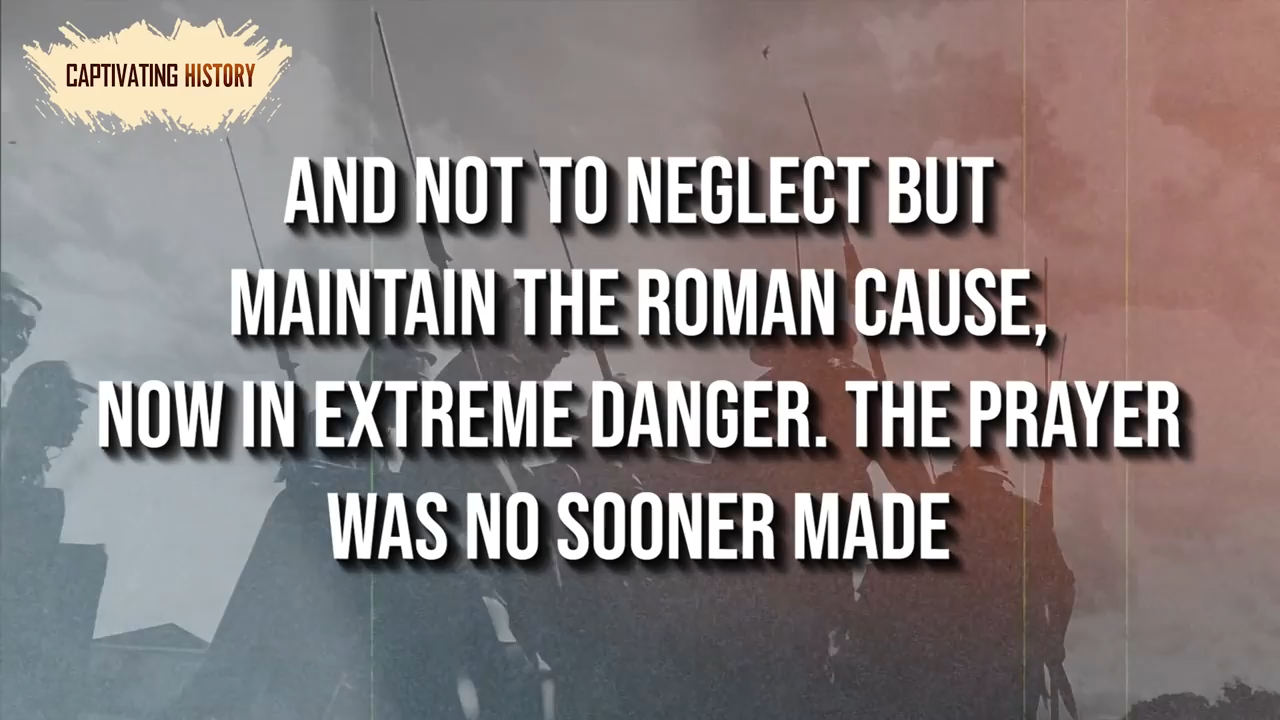 CAPTIVATING HISTORY
AND NOT TO NEGLECT BUT
MAINTAIN THE ROMAN CAUSE,
NOW IN EXTREME DANGER. THE PRAYER
WAS NO SOONER MADE